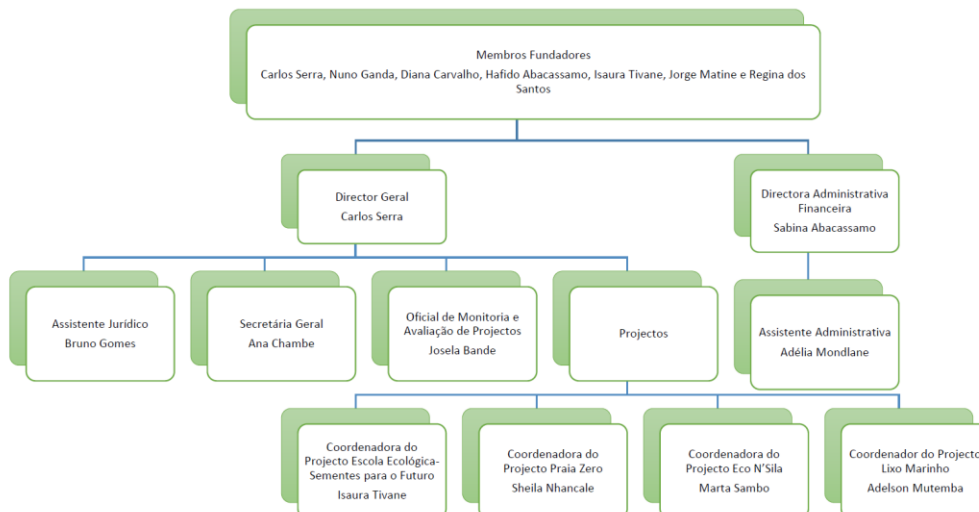 Membros Fundadores
Carlos Serra, Nuno Ganda, Diana Carvalho, Hafido Abacassamo, Isaura Tivane, Jorge Matine e Regina dos
Santos
Director Geral
Carlos Serra
Directora Administrativa
Financeira
Sabina Abacassamo
Assistente Jurídico
Bruno Gomes
Secretária Geral
Ana Chambe
Oficial de Monitoria e
Avaliação de Projectos
Josela Bande
Projectos
Assistente Administrativa
Adélia Mondlane
Coordenadora do
Projecto Escola Ecológica-
Sementes para o Futuro
Isaura Tivane
Coordenadora do
Projecto Praia Zero
Sheila Nhancale
Coordenadora do
Projecto Eco N'Sila
Marta Sambo
Coordenador do Projecto
Lixo Marinho
Adelson Mutemba